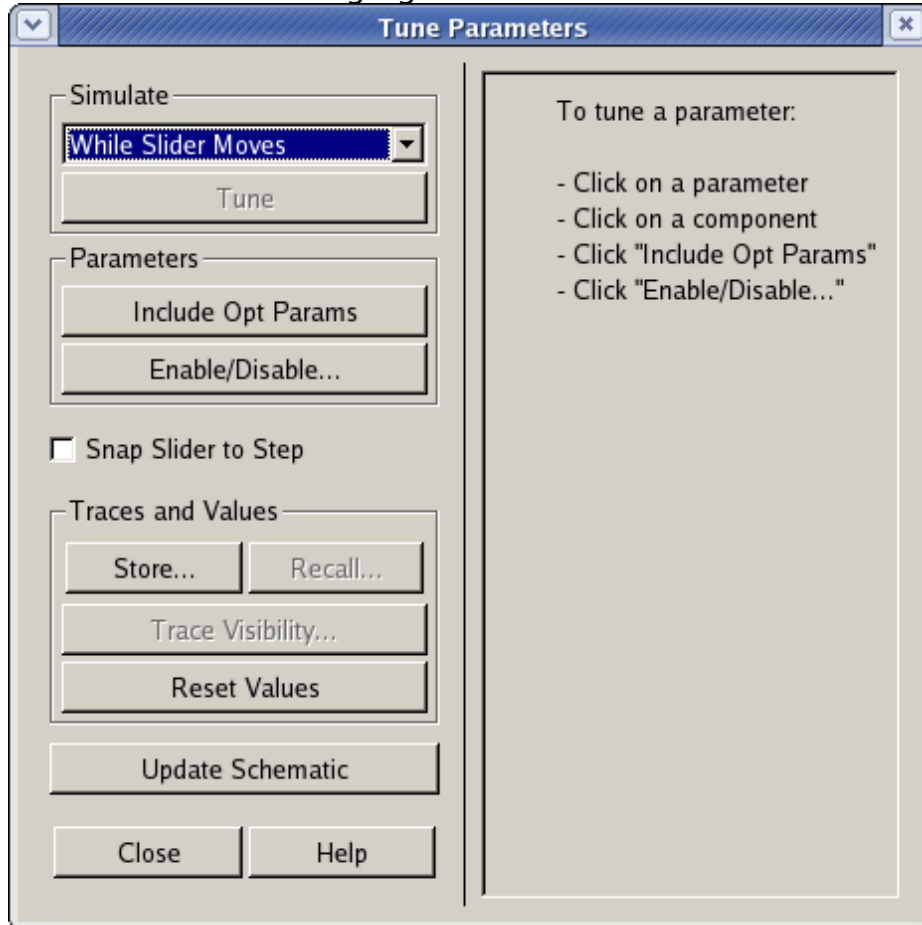 Tune Parameters
Simulate
While Slider Moves
Tune
Parameters
Include Opt Params
Enable/Disable...
Snap Slider to Step
Traces and Values
Store... Recall...
Trace Visibility...
Reset Values
Update Schematic
Close Help
To tune a parameter:
- Click on a parameter
- Click on a component
- Click "Include Opt Params"
- Click "Enable/Disable..."